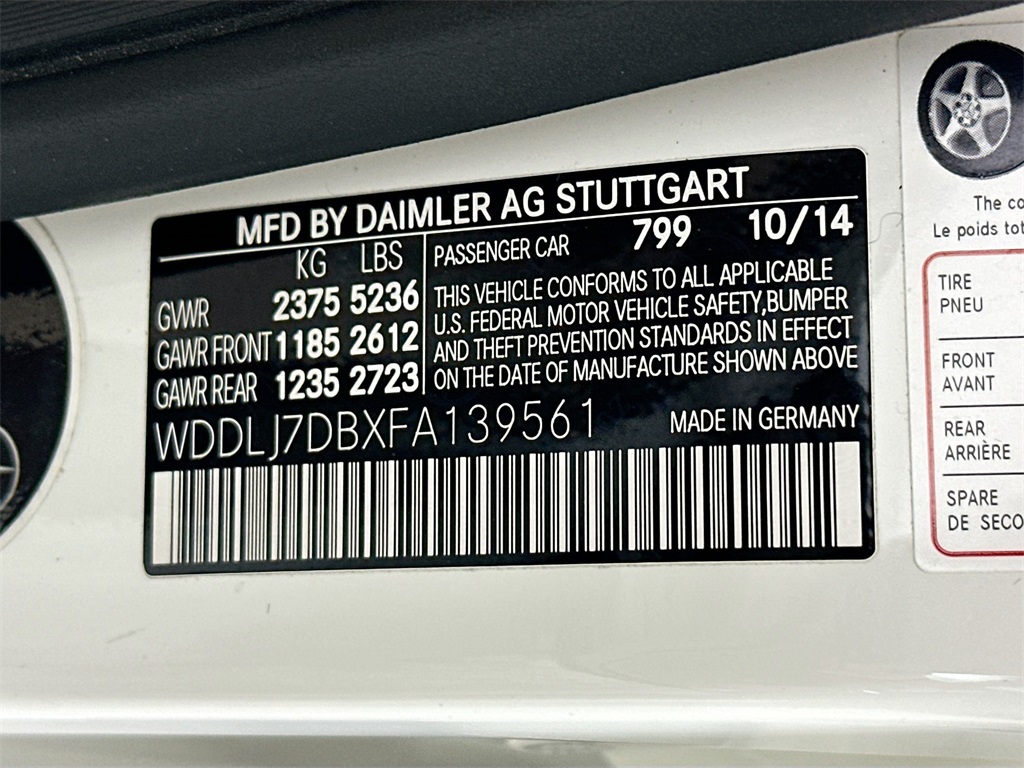 MFD BY DAIMLER AG STUTTGART
KG LBS
GVWR 2375 5236
GAWR FRONT 1185 2612
GAWR REAR 1235 2723
PASSENGER CAR 799 10/14
THIS VEHICLE CONFORMS TO ALL APPLICABLE
U.S. FEDERAL MOTOR VEHICLE SAFETY,BUMPER
AND THEFT PREVENTION STANDARDS IN EFFECT
ON THE DATE OF MANUFACTURE SHOWN ABOVE
WDDLJ7DBXFA139561
MADE IN GERMANY
The
Le poids
TIRE
PNEU
FRONT
AVANT
REAR
ARRIÈRE
SPARE
DE